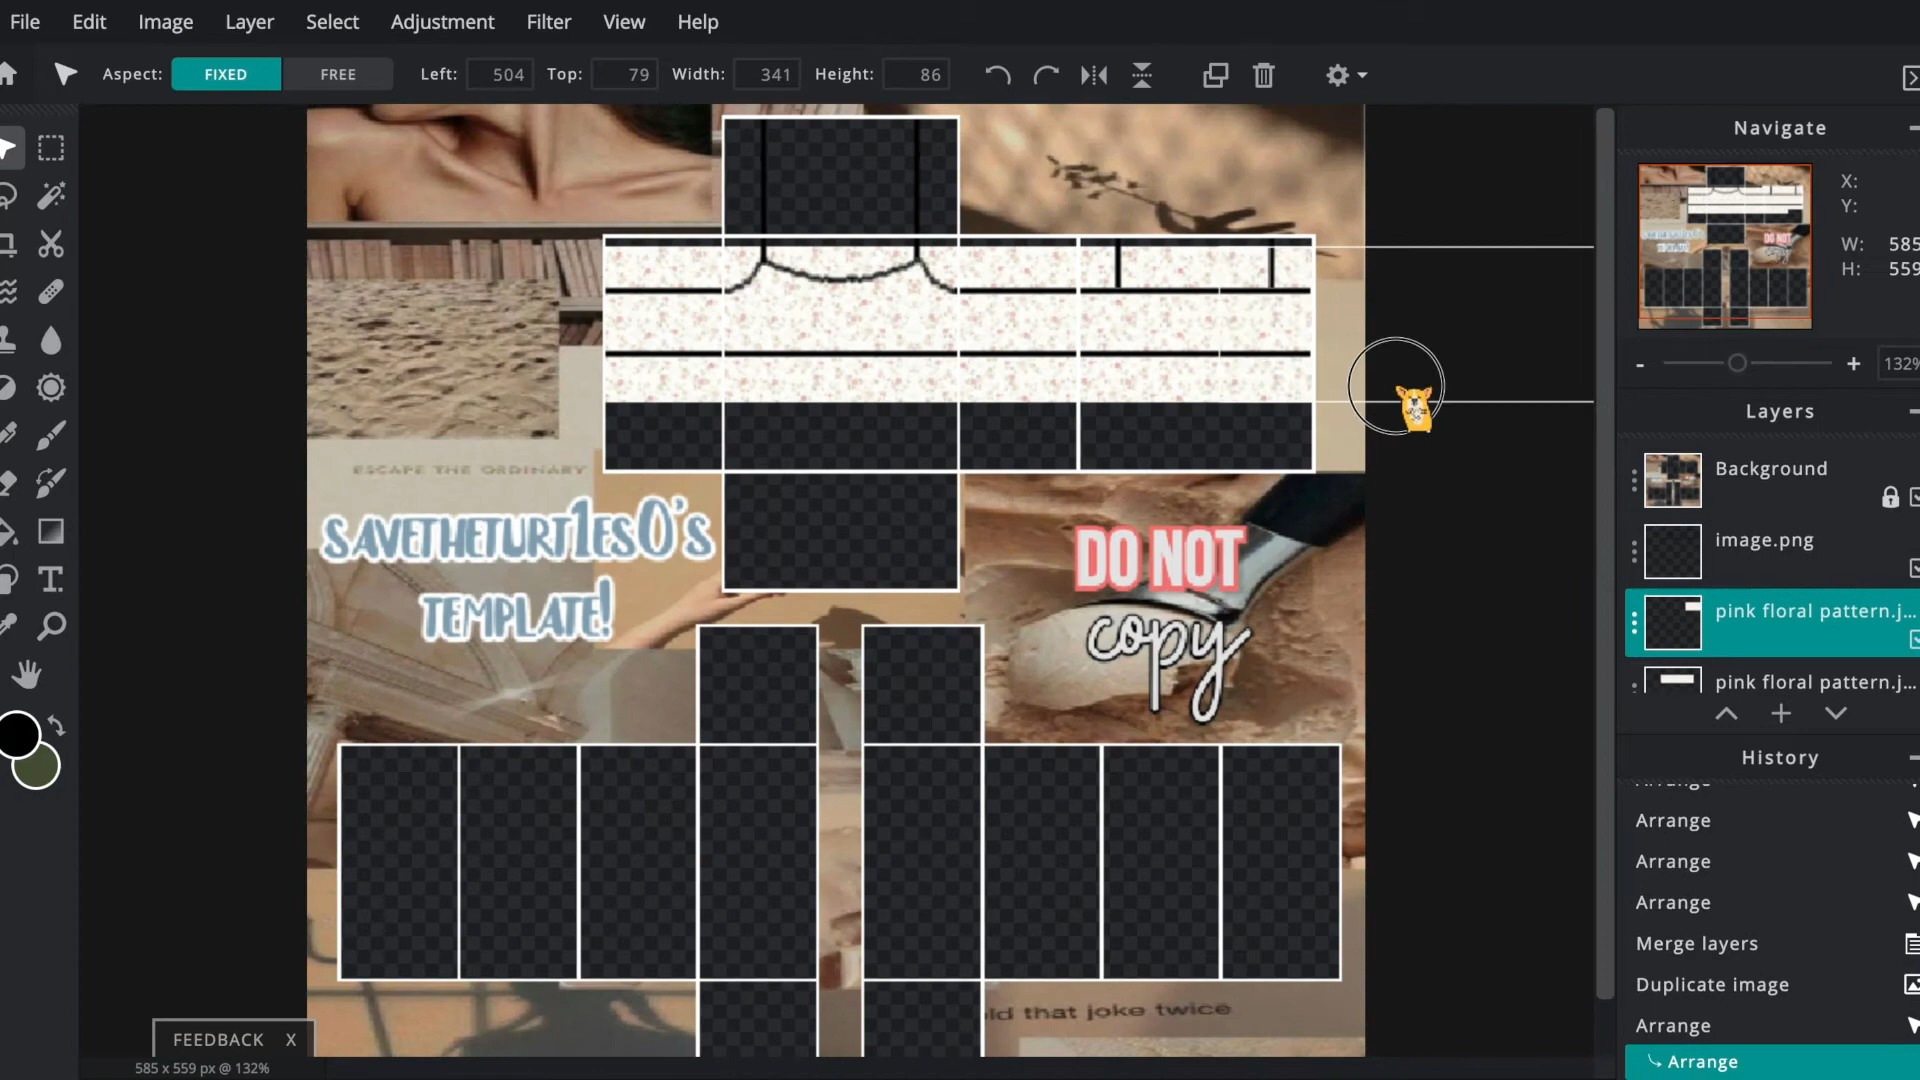 File Edit Image Layer Select Adjustment Filter View Help
Aspect: FIXED FREE Left: 504 Top: 79 Width: 341 Height: 86
Navigate
X:
Y:
W: 585
H: 559
- + 132%
Layers
Background
image.png
pink floral pattern.j...
pink floral pattern.j...
History
Arrange
Arrange
Arrange
Arrange
Merge layers
Duplicate image
Arrange
Arrange
ESCAPE THE ORDINARY
SAVETHETURT1ES0'S
TEMPLATE!
DO NOT
copy
ld that joke twice
FEEDBACK X
585 x 559 px @ 132%